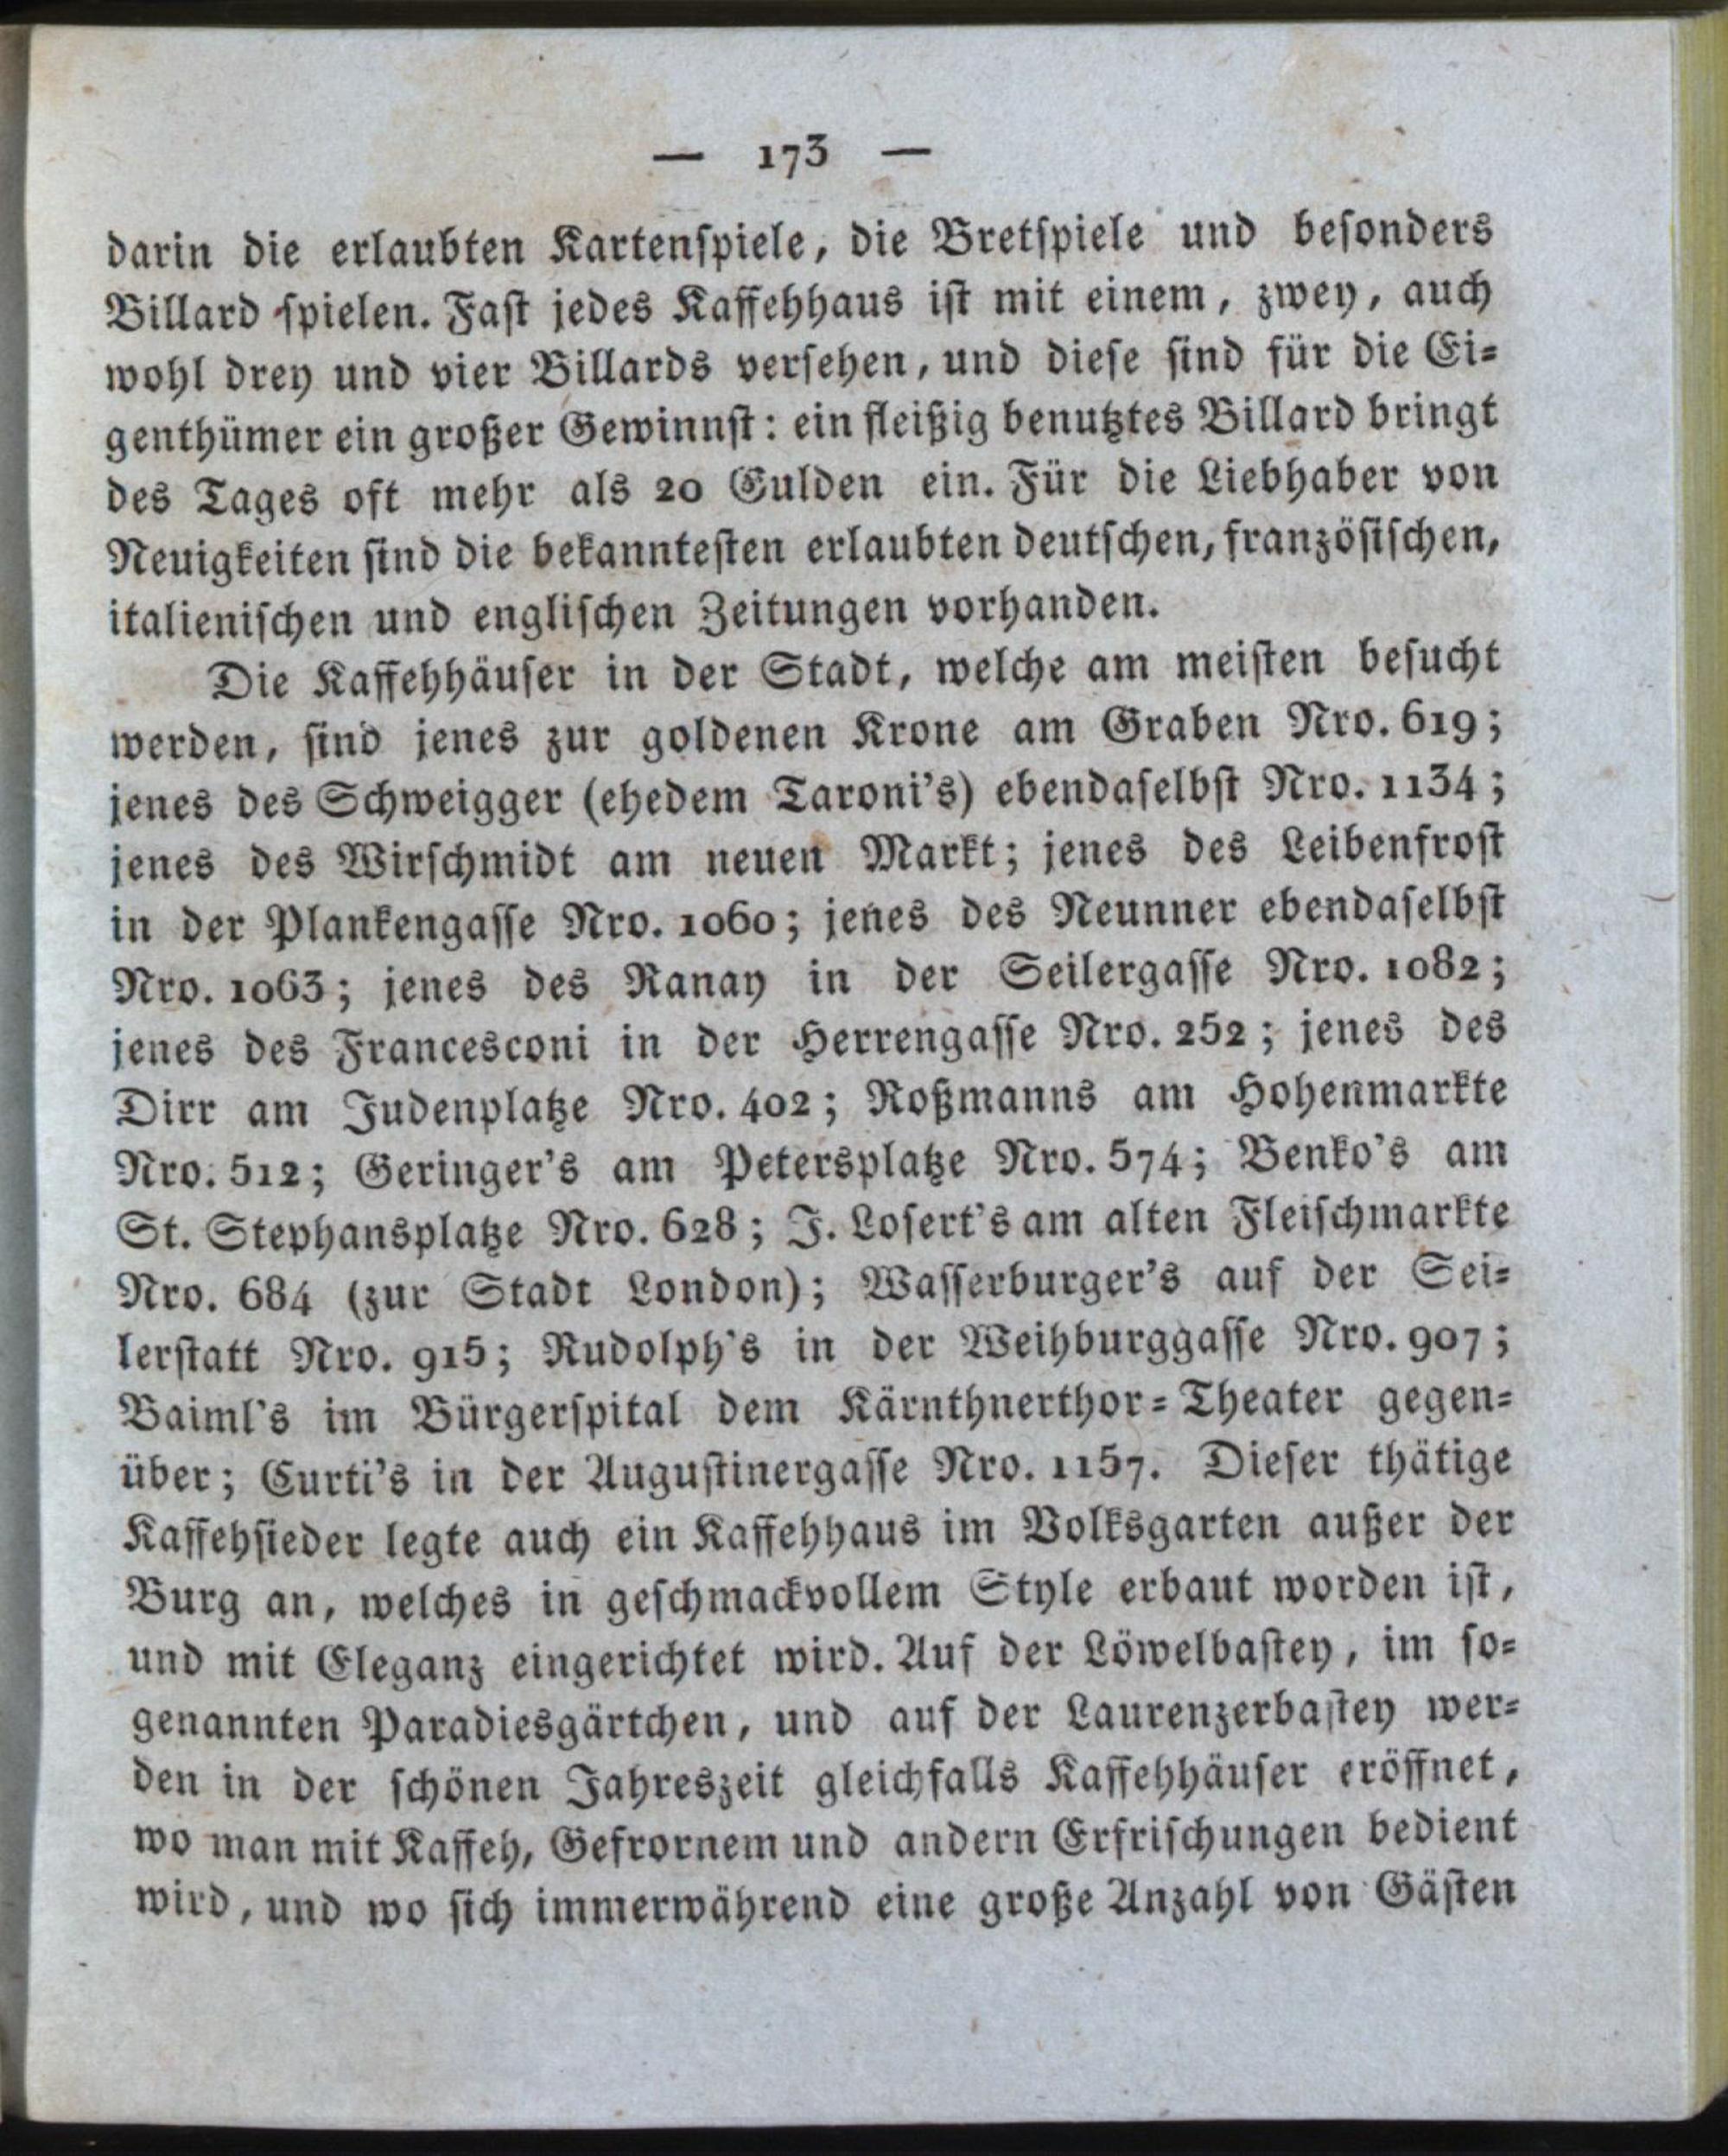 — 173 —
darin die erlaubten Kartenspiele, die Bretspiele und besonders
Billard spielen. Fast jedes Kaffehhaus ist mit einem, zwey, auch
wohl drey und vier Billards versehen, und diese sind für die Ei-
genthümer ein großer Gewinnst: ein fleißig benutztes Billard bringt
des Tages oft mehr als 20 Gulden ein. Für die Liebhaber von
Neuigkeiten sind die bekanntesten erlaubten deutschen, französischen,
italienischen und englischen Zeitungen vorhanden.
Die Kaffehhäuser in der Stadt, welche am meisten besucht
werden, sind jenes zur goldenen Krone am Graben Nro. 619;
jenes des Schweigger (ehedem Taroni's) ebendaselbst Nro. 1134;
jenes des Wirschmidt am neuen Markt; jenes des Leibenfrost
in der Plankengasse Nro. 1060; jenes des Neunner ebendaselbst
Nro. 1063; jenes des Ranay in der Seilergasse Nro. 1082;
jenes des Francesconi in der Herrengasse Nro. 252; jenes des
Dirr am Judenplatze Nro. 402; Roßmanns am Hohenmarkte
Nro. 512; Geringer's am Petersplatze Nro. 574; Benko's am
St. Stephansplatze Nro. 628; J. Losert's am alten Fleischmarkte
Nro. 684 (zur Stadt London); Wasserburger's auf der Sei-
lerstatt Nro. 915; Rudolph's in der Weihburggasse Nro. 907;
Baiml's im Bürgerspital dem Kärnthnerthor-Theater gegen-
über; Curti's in der Augustinergasse Nro. 1157. Dieser thätige
Kaffehsieder legte auch ein Kaffehhaus im Volksgarten außer der
Burg an, welches in geschmackvollem Style erbaut worden ist,
und mit Eleganz eingerichtet wird. Auf der Löwelbastey, im so-
genannten Paradiesgärtchen, und auf der Laurenzerbastey wer-
den in der schönen Jahreszeit gleichfalls Kaffehhäuser eröffnet,
wo man mit Kaffeh, Gefrornem und andern Erfrischungen bedient
wird, und wo sich immerwährend eine große Anzahl von Gästen